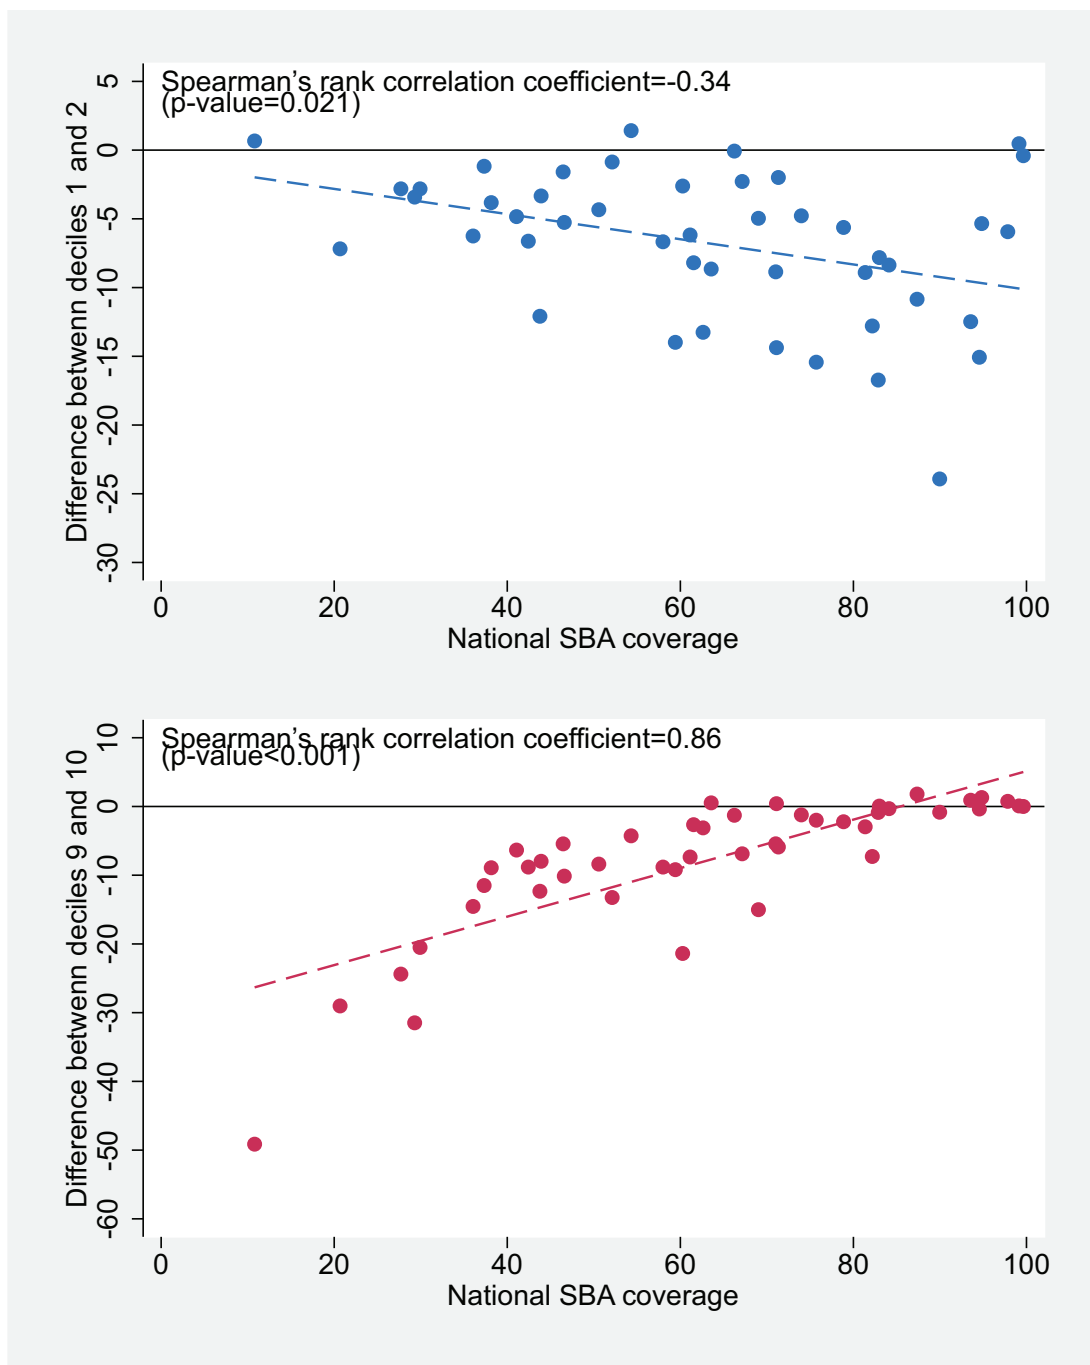 Spearman’s rank correlation coefficient=-0.34
(p-value=0.021)
Difference betwenn deciles 1 and 2
5
0
-5
-10
-15
-20
-25
-30
0 20 40 60 80 100
National SBA coverage
Spearman’s rank correlation coefficient=0.86
(p-value<0.001)
Difference betwenn deciles 9 and 10
10
0
-10
-20
-30
-40
-50
-60
0 20 40 60 80 100
National SBA coverage